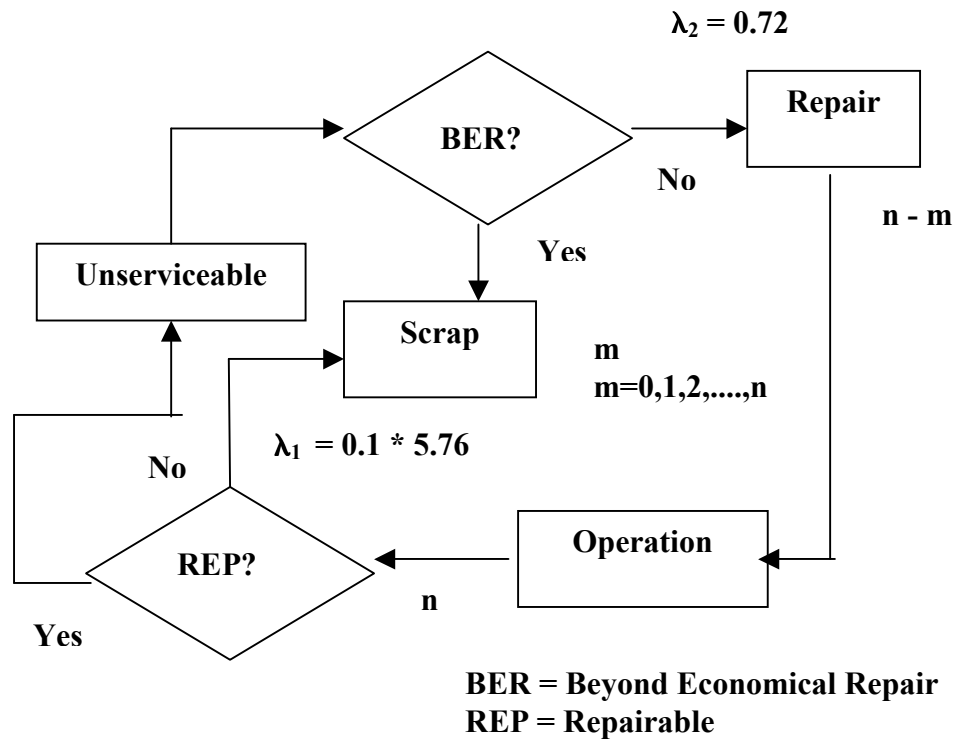 λ₂ = 0.72
Repair
BER?
No
n - m
Yes
Unserviceable
Scrap
m
m=0,1,2,....,n
λ₁ = 0.1 * 5.76
No
REP?
Operation
n
Yes
BER = Beyond Economical Repair
REP = Repairable